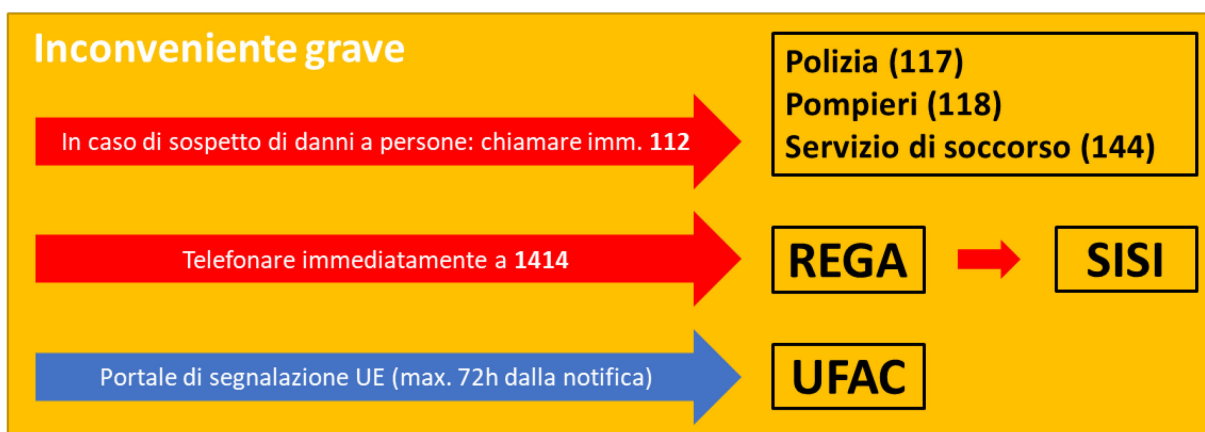 Inconveniente grave
In caso di sospetto di danni a persone: chiamare imm. 112
Polizia (117)
Pompieri (118)
Servizio di soccorso (144)
Telefonare immediatamente a 1414
REGA
SISI
Portale di segnalazione UE (max. 72h dalla notifica)
UFAC